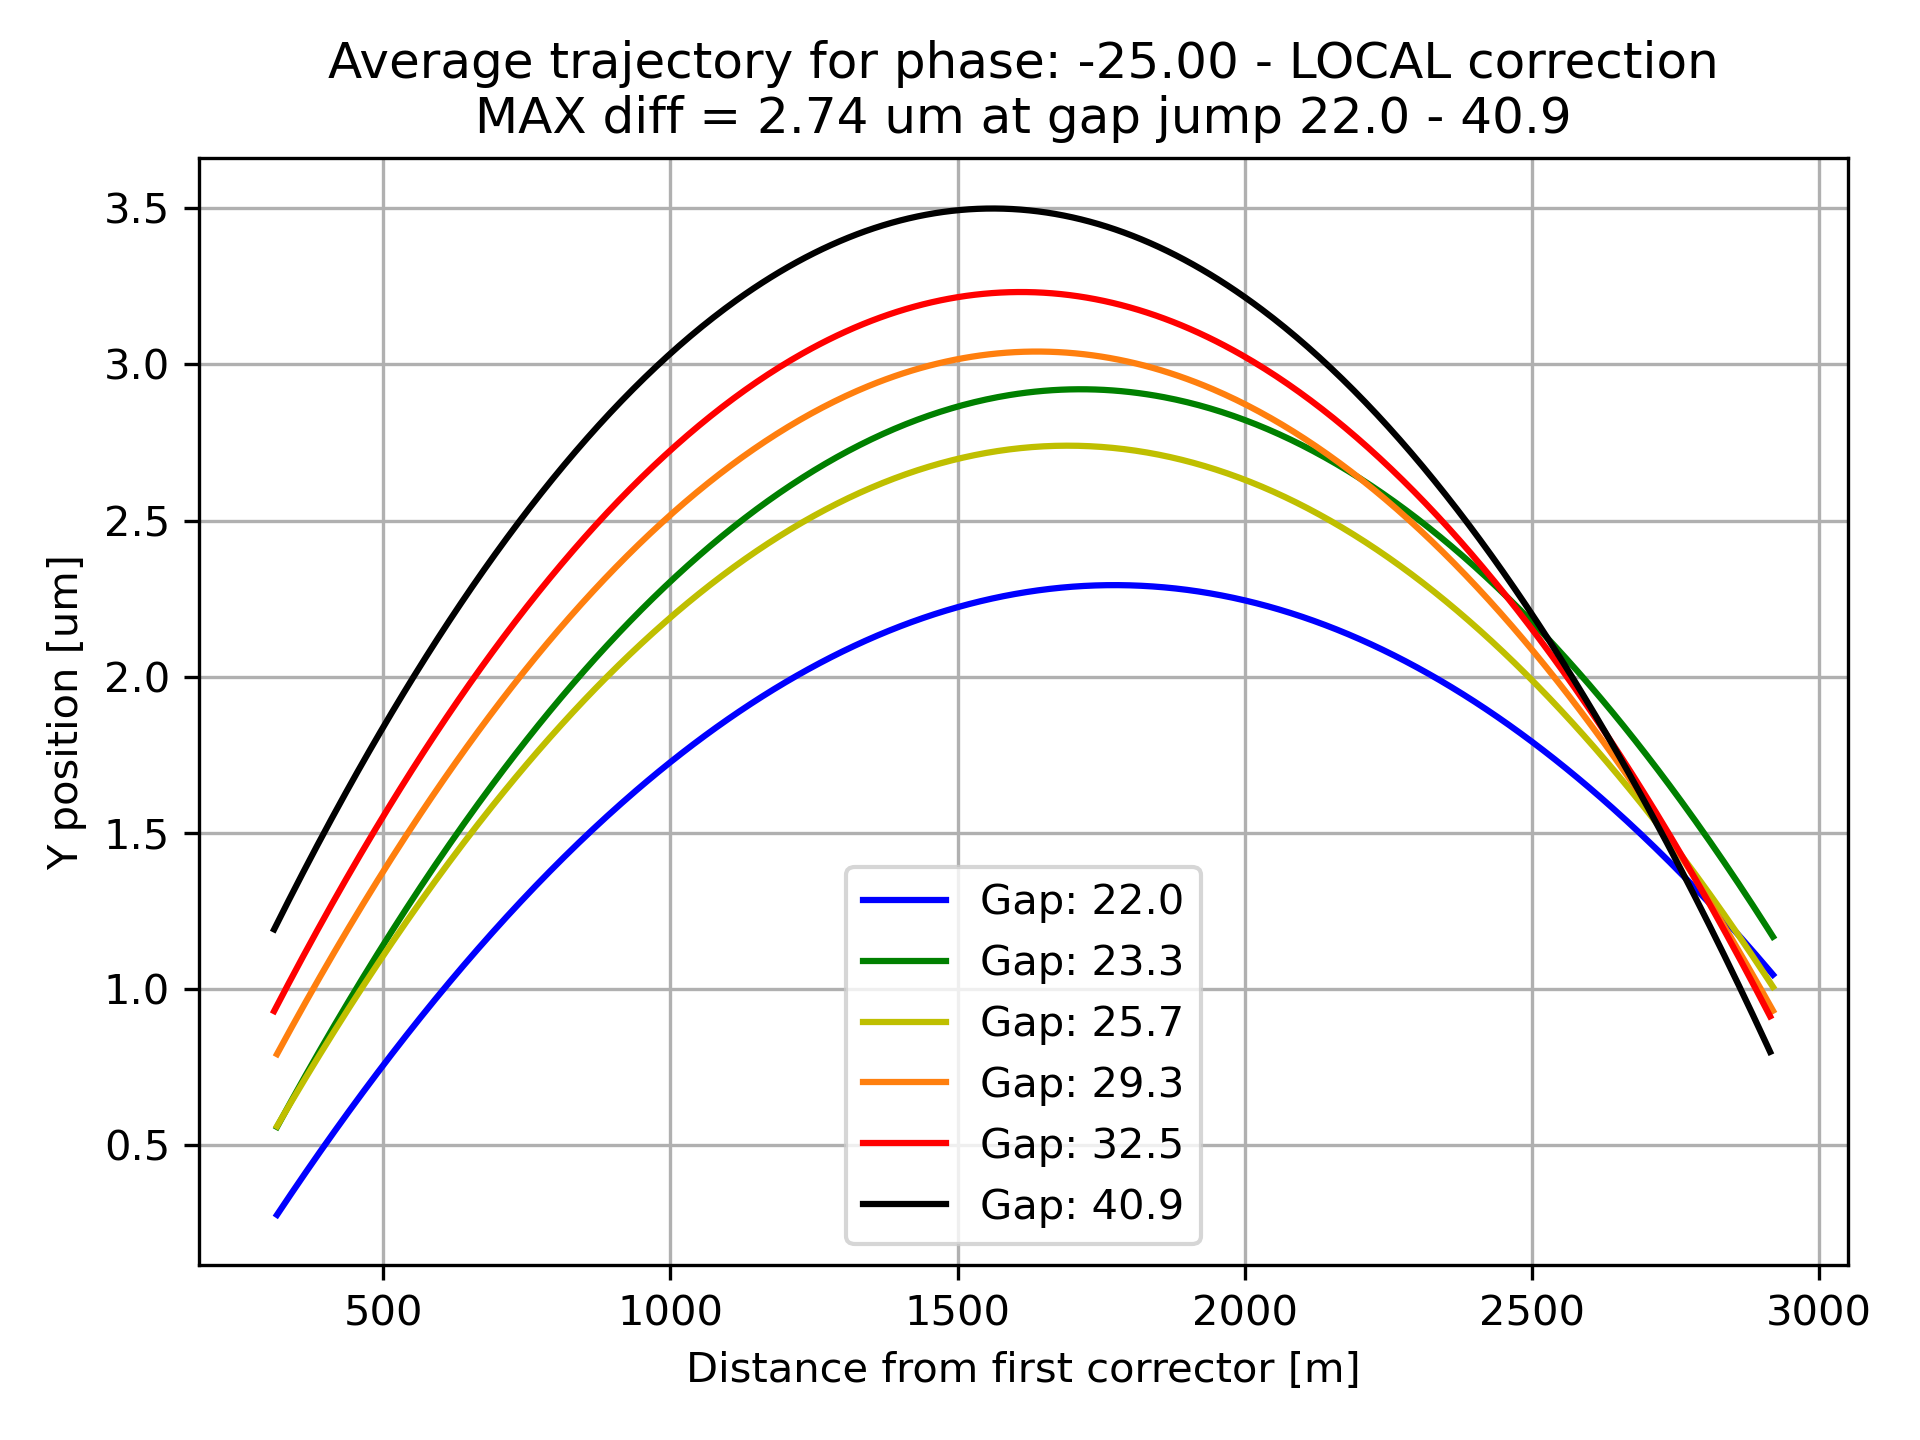 Average trajectory for phase: -25.00 - LOCAL correction
MAX diff = 2.74 um at gap jump 22.0 - 40.9
Y position [um]
3.5
3.0
2.5
2.0
1.5
1.0
0.5
Gap: 22.0
Gap: 23.3
Gap: 25.7
Gap: 29.3
Gap: 32.5
Gap: 40.9
500 1000 1500 2000 2500 3000
Distance from first corrector [m]